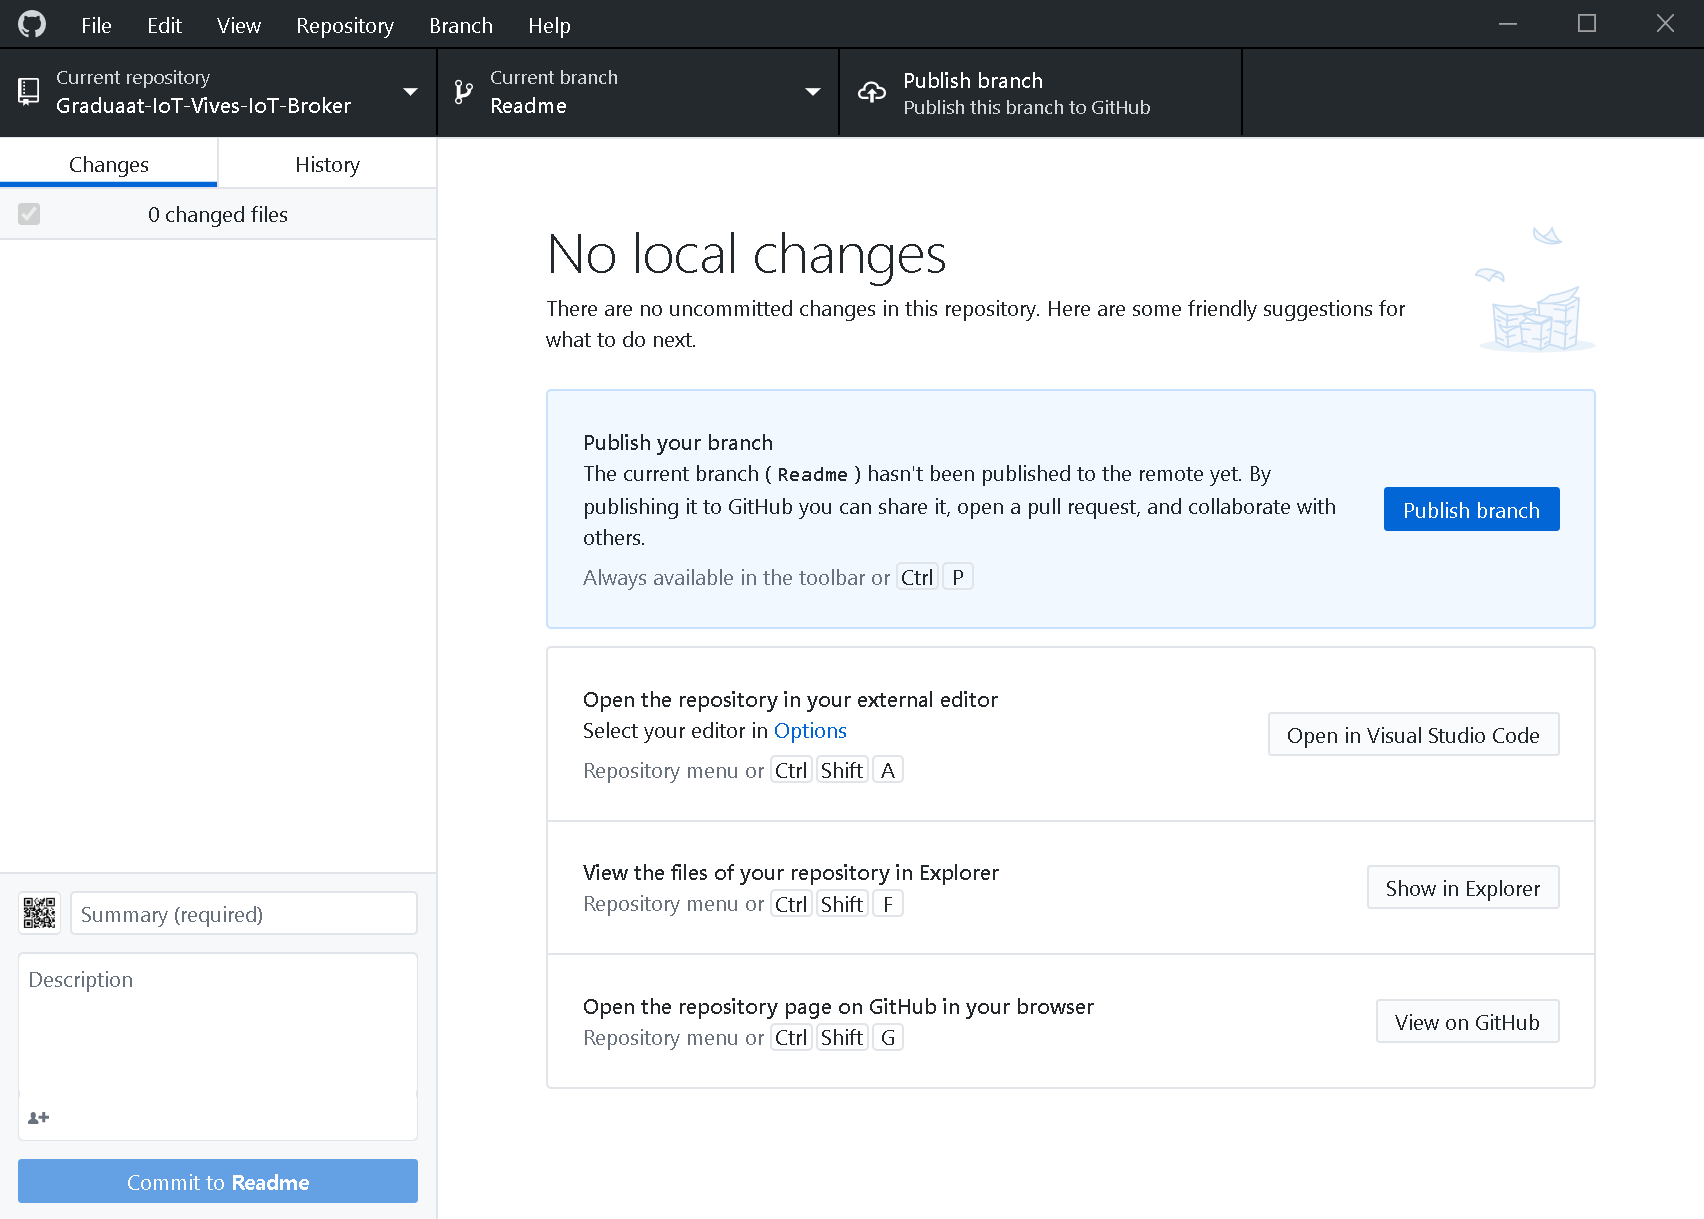 File Edit View Repository Branch Help
Current repository
Graduaat-IoT-Vives-IoT-Broker
Current branch
Readme
Publish branch
Publish this branch to GitHub
Changes
History
0 changed files
No local changes
There are no uncommitted changes in this repository. Here are some friendly suggestions for
what to do next.
Publish your branch
The current branch ( Readme ) hasn't been published to the remote yet. By
publishing it to GitHub you can share it, open a pull request, and collaborate with
others.
Always available in the toolbar or Ctrl P
Publish branch
Open the repository in your external editor
Select your editor in Options
Repository menu or Ctrl Shift A
Open in Visual Studio Code
View the files of your repository in Explorer
Repository menu or Ctrl Shift F
Show in Explorer
Open the repository page on GitHub in your browser
Repository menu or Ctrl Shift G
View on GitHub
Summary (required)
Description
Commit to Readme